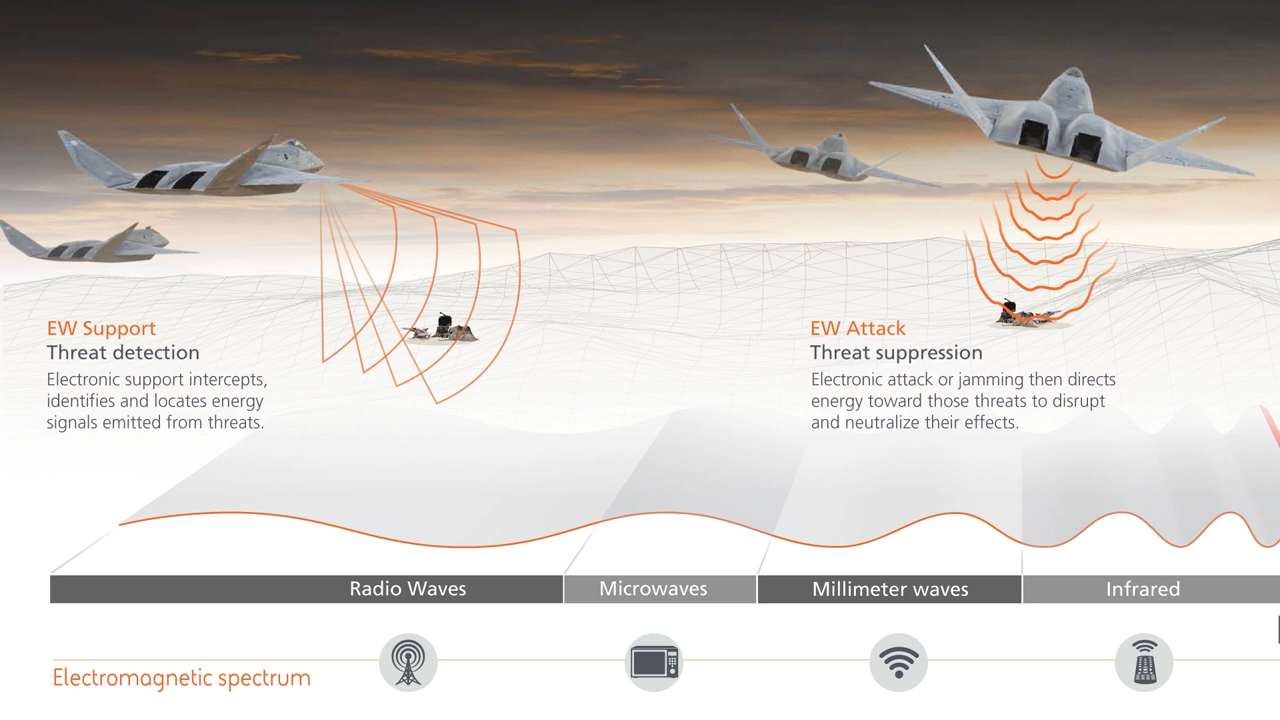 EW Support
Threat detection
Electronic support intercepts,
identifies and locates energy
signals emitted from threats.
EW Attack
Threat suppression
Electronic attack or jamming then directs
energy toward those threats to disrupt
and neutralize their effects.
Radio Waves
Microwaves
Millimeter waves
Infrared
Electromagnetic spectrum